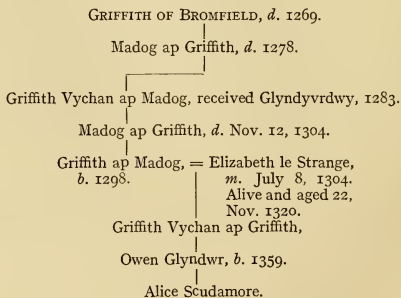 GRIFFITH OF BROMFIELD, d. 1269.
Madog ap Griffith, d. 1278.
Griffith Vychan ap Madog, received Glyndyvrdwy, 1283.
Madog ap Griffith, d. Nov. 12, 1304.
Griffith ap Madog, = Elizabeth le Strange,
b. 1298. m. July 8, 1304.
Alive and aged 22,
Nov. 1320.
Griffith Vychan ap Griffith,
Owen Glyndwr, b. 1359.
Alice Scudamore.